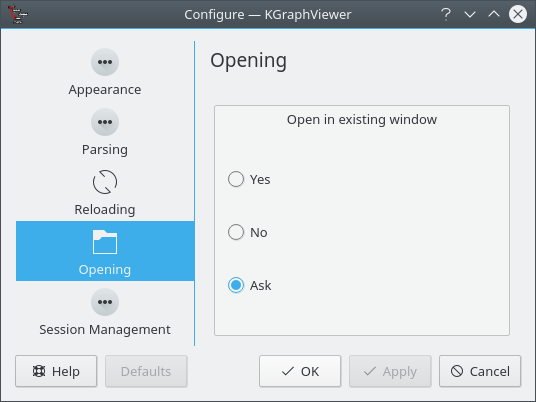 Configure — KGraphViewer
Appearance
Parsing
Reloading
Opening
Session Management
Opening
Open in existing window
Yes
No
Ask
Help
Defaults
OK
Apply
Cancel